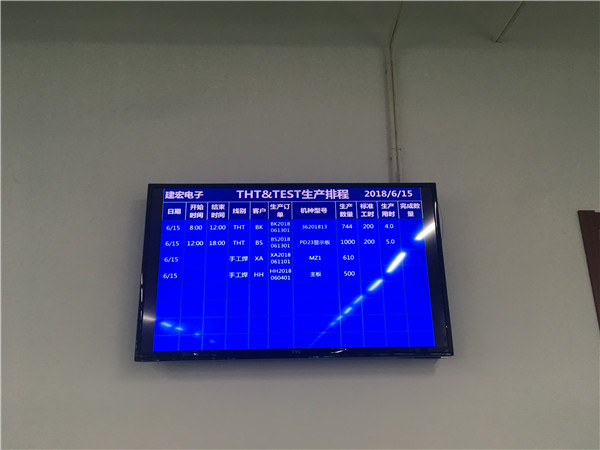 建宏电子 THT&TEST生产排程 2018/6/15
日期 开始时间 结束时间 线别 客户 生产订单 机种型号 生产数量 标准工时 生产用时 完成数量
6/15 8:00 12:00 THT BK BK2018061301 36201813 744 200 4.0
6/15 12:00 18:00 THT BS BS2018061301 PD23显示板 1000 200 5.0
6/15 手工焊 XA XA2018061101 MZ1 610
6/15 手工焊 HH HH2018060401 主板 500